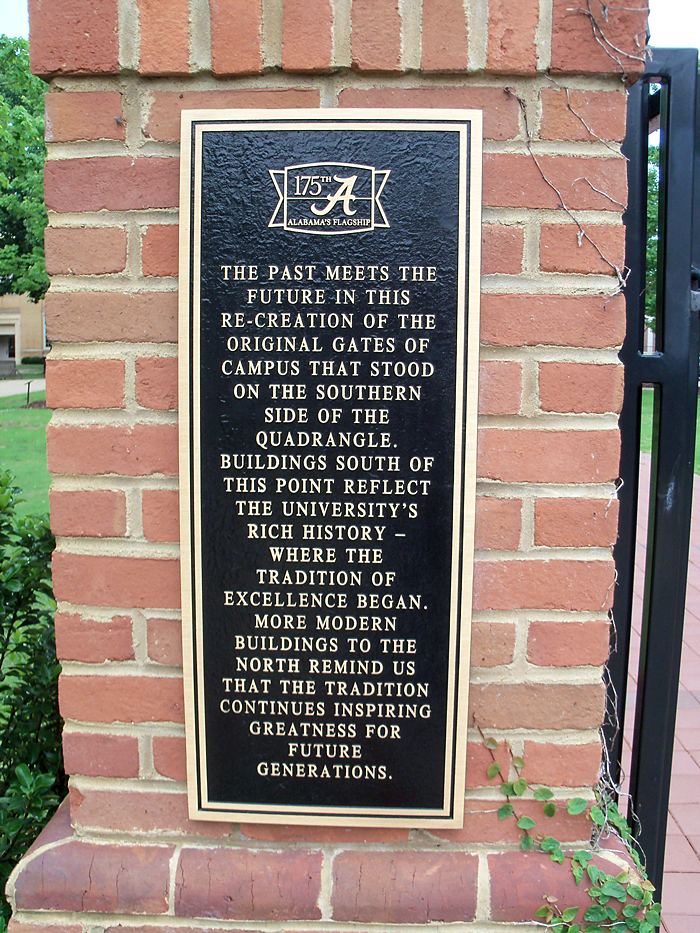 175TH A
ALABAMA'S FLAGSHIP
THE PAST MEETS THE
FUTURE IN THIS
RE-CREATION OF THE
ORIGINAL GATES OF
CAMPUS THAT STOOD
ON THE SOUTHERN
SIDE OF THE
QUADRANGLE.
BUILDINGS SOUTH OF
THIS POINT REFLECT
THE UNIVERSITY'S
RICH HISTORY –
WHERE THE
TRADITION OF
EXCELLENCE BEGAN.
MORE MODERN
BUILDINGS TO THE
NORTH REMIND US
THAT THE TRADITION
CONTINUES INSPIRING
GREATNESS FOR
FUTURE
GENERATIONS.